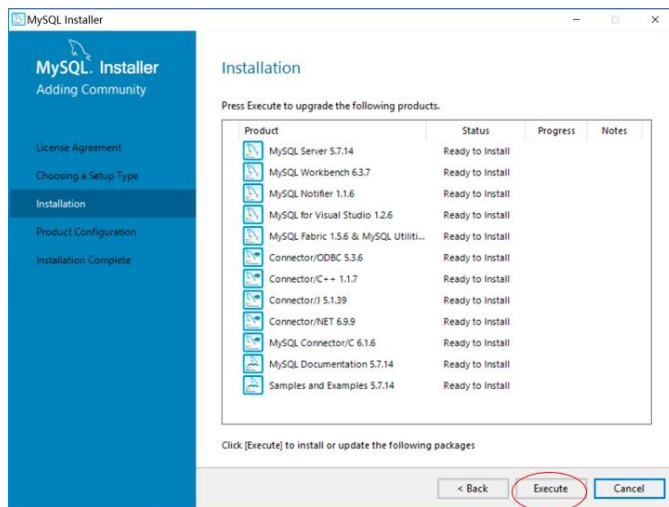 MySQL Installer
MySQL. Installer
Adding Community
License Agreement
Choosing a Setup Type
Installation
Product Configuration
Installation Complete
Installation
Press Execute to upgrade the following products.
Product Status Progress Notes
MySQL Server 5.7.14 Ready to Install
MySQL Workbench 6.3.7 Ready to Install
MySQL Notifier 1.1.6 Ready to Install
MySQL for Visual Studio 1.2.6 Ready to Install
MySQL Fabric 1.5.6 & MySQL Utiliti... Ready to Install
Connector/ODBC 5.3.6 Ready to Install
Connector/C++ 1.1.7 Ready to Install
Connector/J 5.1.39 Ready to Install
Connector/NET 6.9.9 Ready to Install
MySQL Connector/C 6.1.6 Ready to Install
MySQL Documentation 5.7.14 Ready to Install
Samples and Examples 5.7.14 Ready to Install
Click [Execute] to install or update the following packages
< Back Execute Cancel